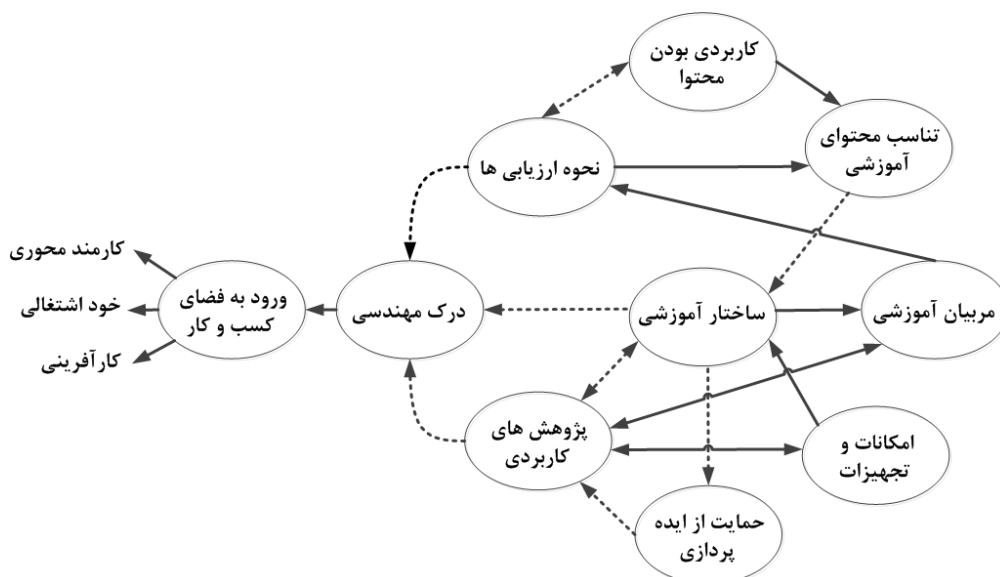 کاربردی بودن
محتوا
تناسب محتوای
آموزشی
نحوه ارزیابی ها
کارمند محوری
خود اشتغالی
کارآفرینی
ورود به فضای
کسب و کار
درک مهندسی
ساختار آموزشی
مربیان آموزشی
پژوهش های
کاربردی
امکانات و
تجهیزات
حمایت از ایده
پردازی